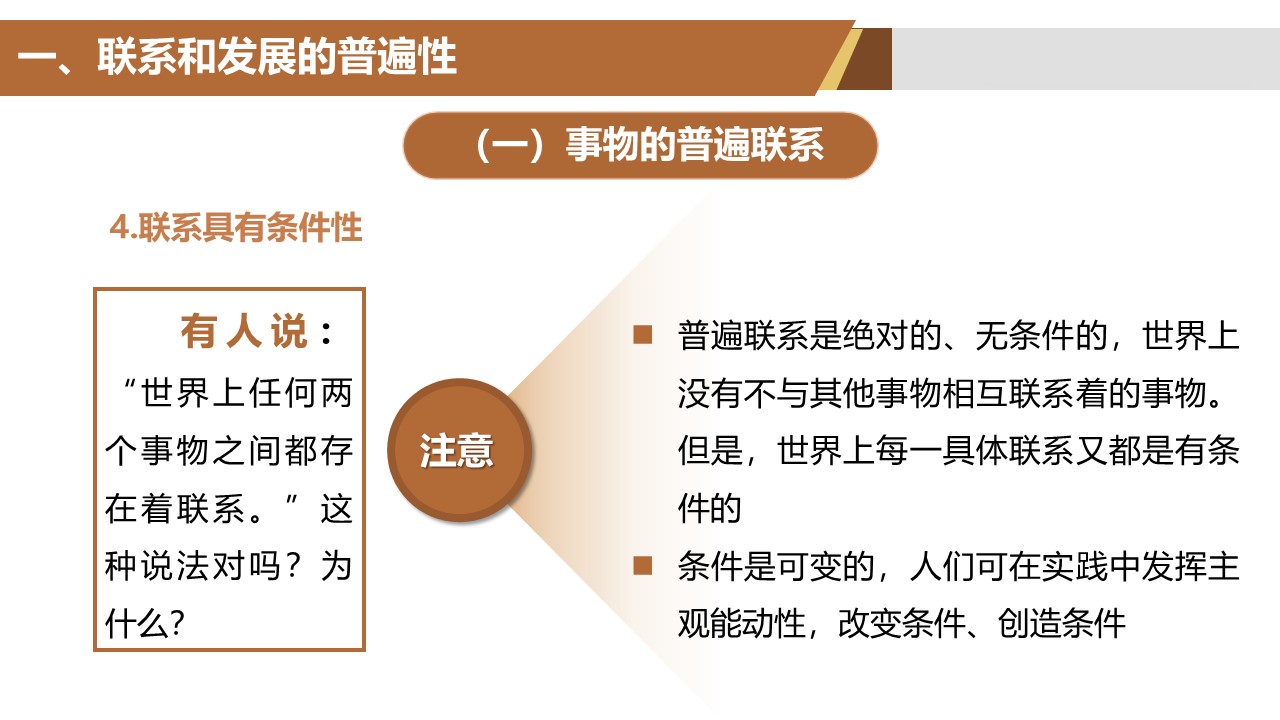 一、联系和发展的普遍性
（一）事物的普遍联系
4.联系具有条件性
有人说：
“世界上任何两
个事物之间都存
在着联系。”这
种说法对吗？为
什么？
注意
■ 普遍联系是绝对的、无条件的，世界上
没有不与其他事物相互联系着的事物。
但是，世界上每一具体联系又都是有条
件的
■ 条件是可变的，人们可在实践中发挥主
观能动性，改变条件、创造条件